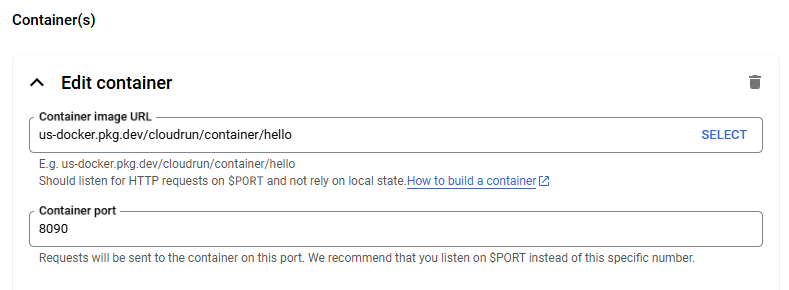 Container(s)
Edit container
Container image URL
us-docker.pkg.dev/cloudrun/container/hello
SELECT
E.g. us-docker.pkg.dev/cloudrun/container/hello
Should listen for HTTP requests on $PORT and not rely on local state.How to build a container
Container port
8090
Requests will be sent to the container on this port. We recommend that you listen on $PORT instead of this specific number.